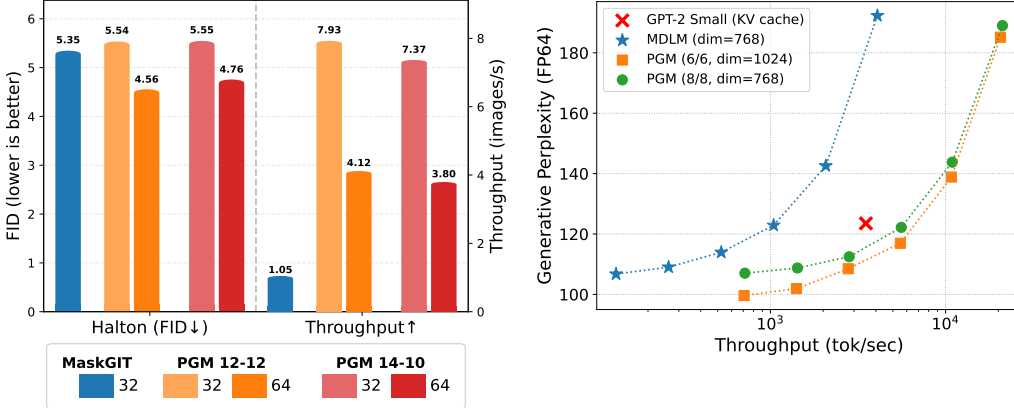 FID (lower is better)
6
5
4
3
2
1
0
5.35
5.54
4.56
5.55
4.76
1.05
7.93
4.12
7.37
3.80
8
6
4
2
0
Throughput (images/s)
Halton (FID↓)
Throughput↑
MaskGIT
PGM 12-12
PGM 14-10
32
32
64
32
64
Generative Perplexity (FP64)
180
160
140
120
100
GPT-2 Small (KV cache)
MDLM (dim=768)
PGM (6/6, dim=1024)
PGM (8/8, dim=768)
10³
10⁴
Throughput (tok/sec)